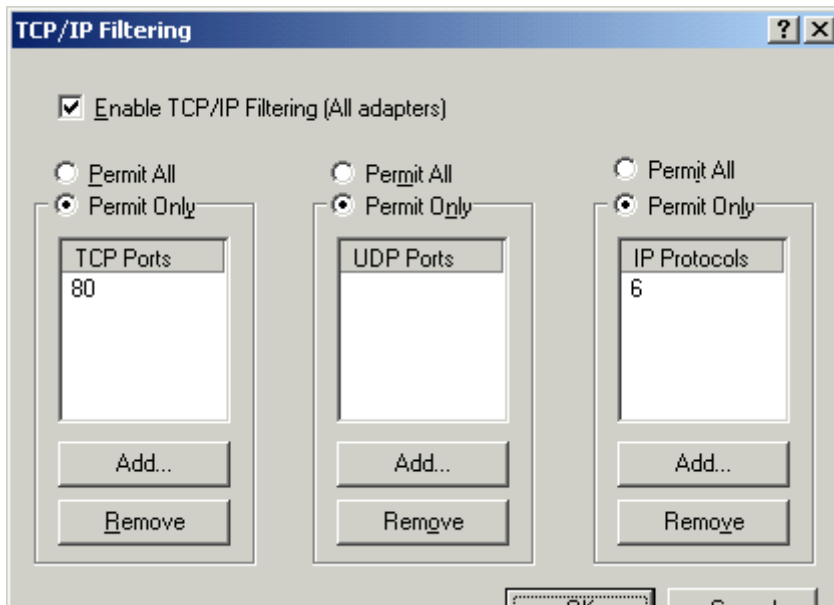 TCP/IP Filtering
Enable TCP/IP Filtering (All adapters)
Permit All
Permit Only
TCP Ports
80
Add...
Remove
Permit All
Permit Only
UDP Ports
Add...
Remove
Permit All
Permit Only
IP Protocols
6
Add...
Remove